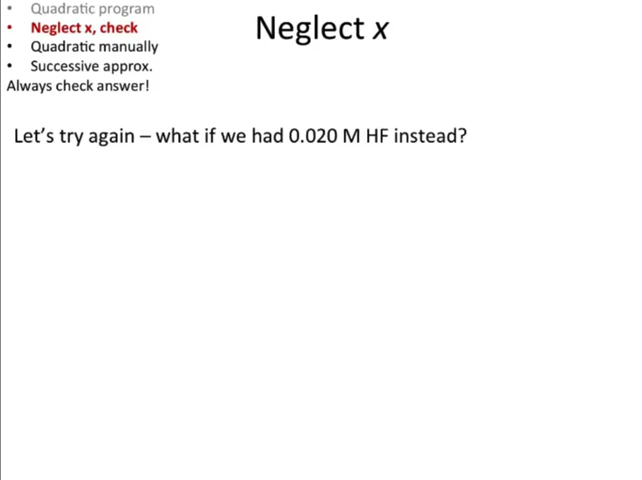 • Quadratic program
• Neglect x, check
• Quadratic manually
• Successive approx.
Always check answer!
Neglect x
Let's try again – what if we had 0.020 M HF instead?